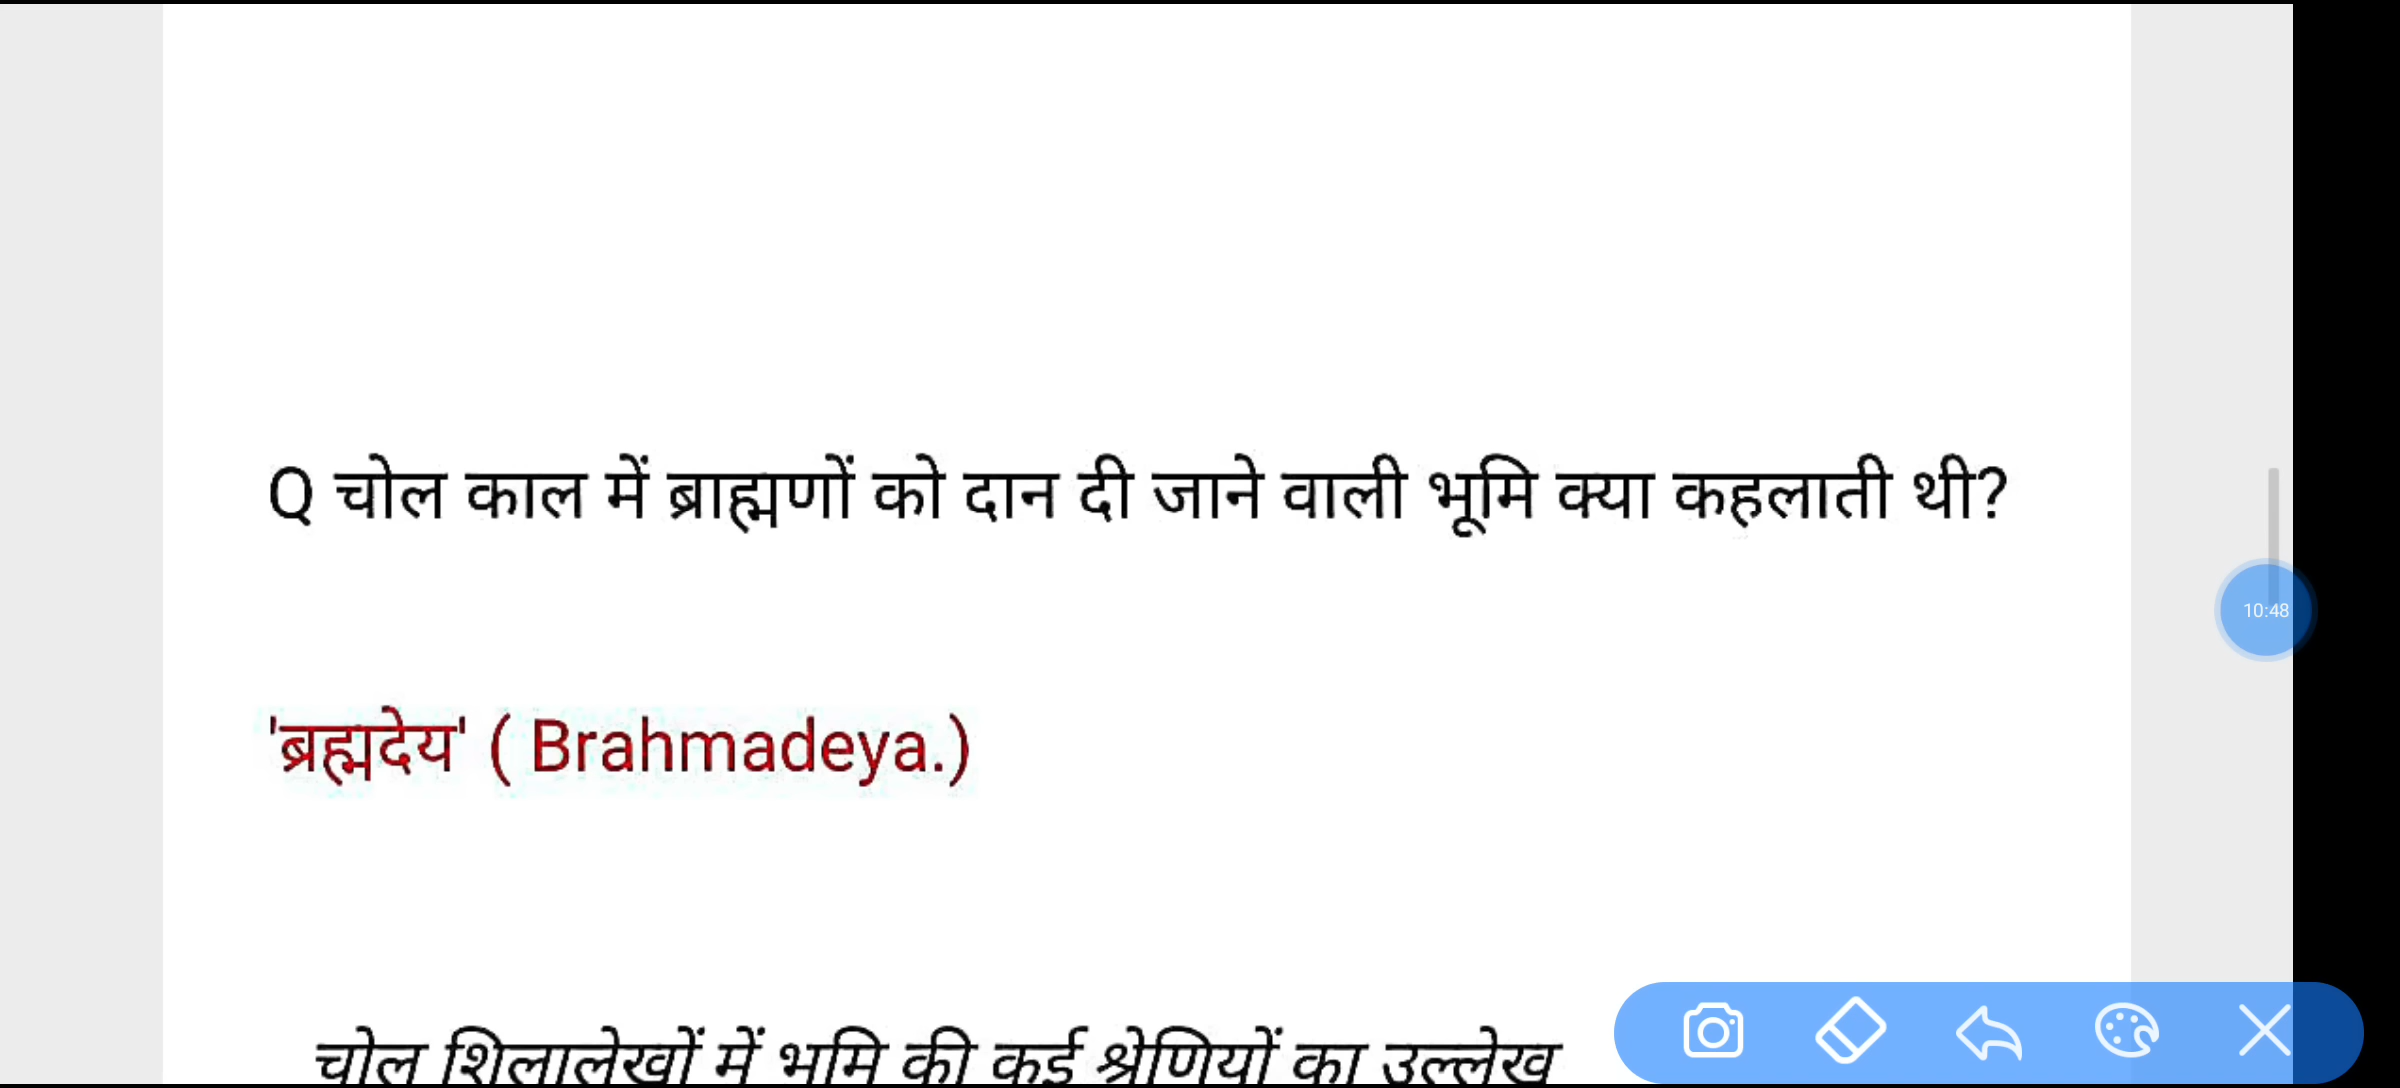 Q चोल काल में ब्राह्मणों को दान दी जाने वाली भूमि क्या कहलाती थी?
10:48
'ब्रह्मदेय' ( Brahmadeya.)
चोल शिलालेखों में भूमि की कई श्रेणियों का उल्लेख